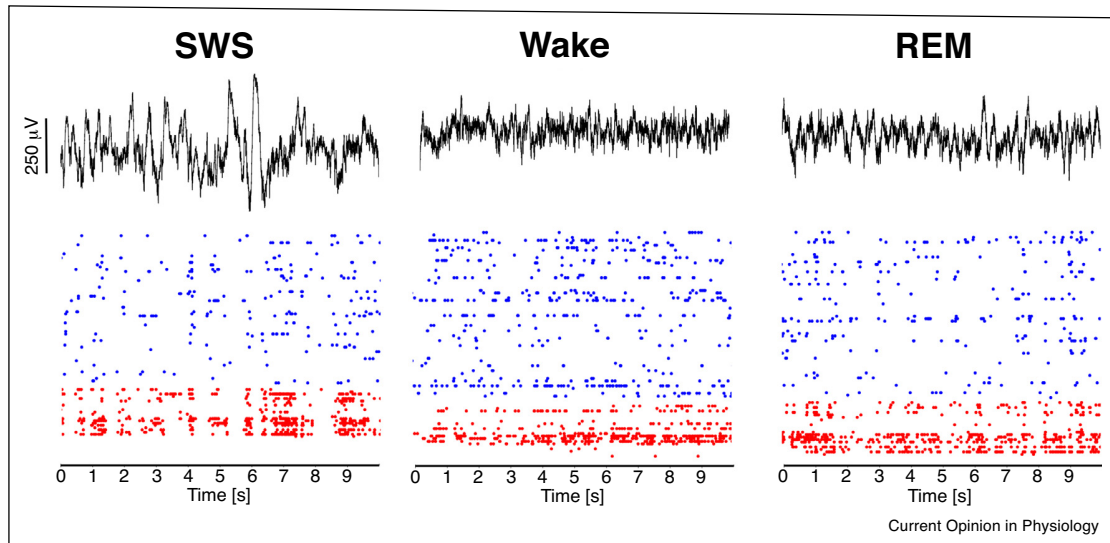 SWS
Wake
REM
250 µV
0 1 2 3 4 5 6 7 8 9
Time [s]
0 1 2 3 4 5 6 7 8 9
Time [s]
0 1 2 3 4 5 6 7 8 9
Time [s]
Current Opinion in Physiology